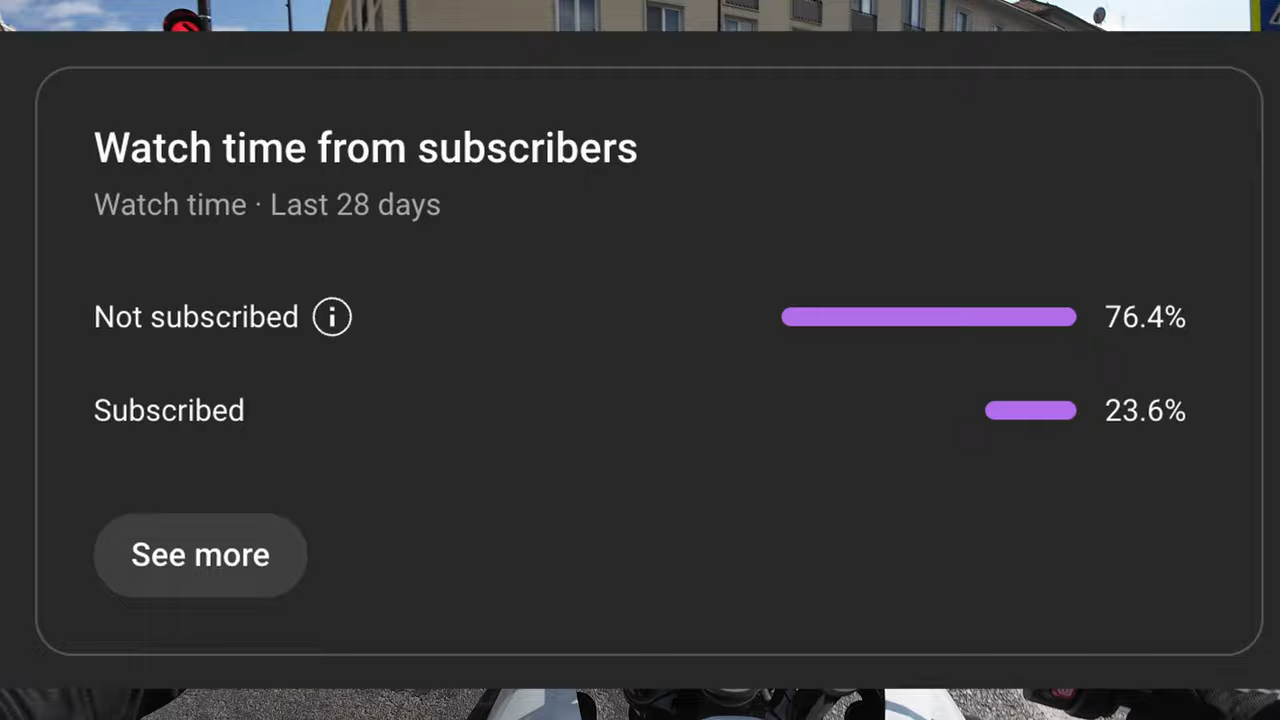 Watch time from subscribers
Watch time · Last 28 days
Not subscribed 76.4%
Subscribed 23.6%
See more